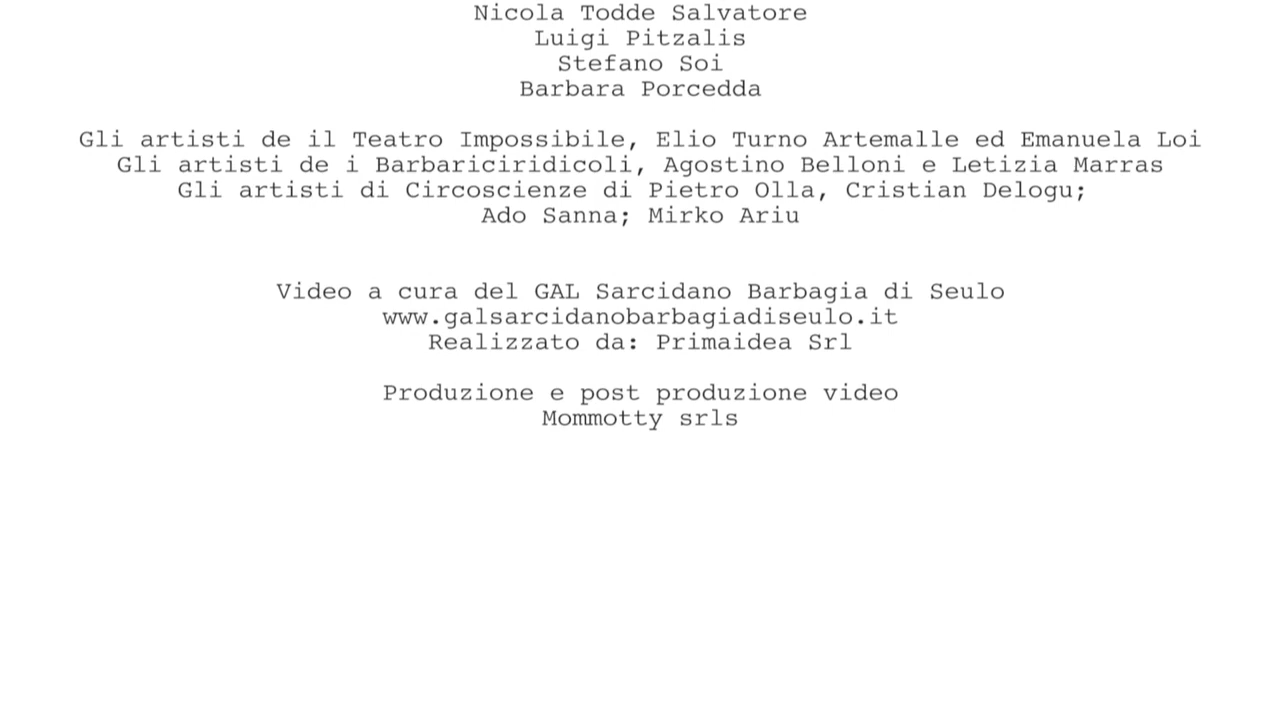 Nicola Todde Salvatore
Luigi Pitzalis
Stefano Soi
Barbara Porcedda
Gli artisti de il Teatro Impossibile, Elio Turno Artemalle ed Emanuela Loi
Gli artisti de i Barbariciridicoli, Agostino Belloni e Letizia Marras
Gli artisti di Circoscienze di Pietro Olla, Cristian Delogu;
Ado Sanna; Mirko Ariu
Video a cura del GAL Sarcidano Barbagia di Seulo
www.galsarcidanobarbagiadiseulo.it
Realizzato da: Primaidea Srl
Produzione e post produzione video
Mommotty srls